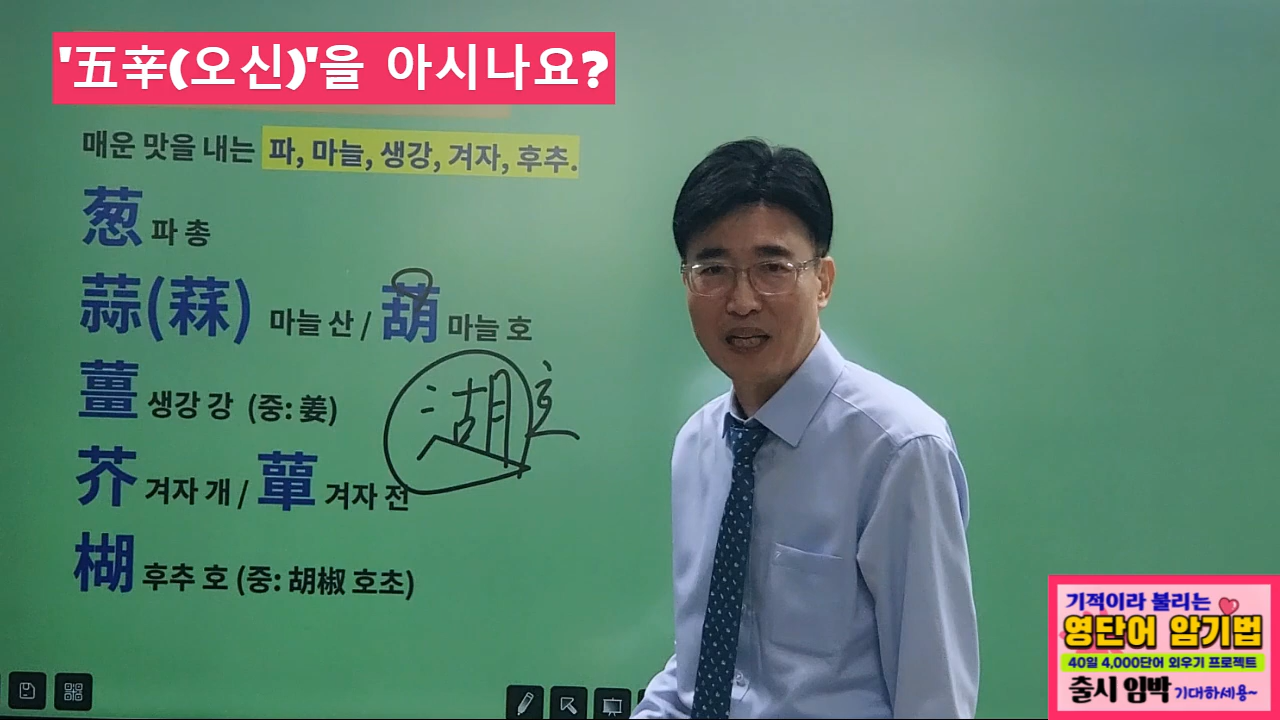 '五辛(오신)'을 아시나요?
매운 맛을 내는 파, 마늘, 생강, 겨자, 후추.
葱 파 총
蒜(菻) 마늘 산 / 葫 마늘 호
薑 생강 강 (중: 姜)
湖
芥 겨자 개 / 蕇 겨자 전
楜 후추 호 (중: 胡椒 호초)
기적이라 불리는
영단어 암기법
40일 4,000단어 외우기 프로젝트
출시 임박 기대하세용~